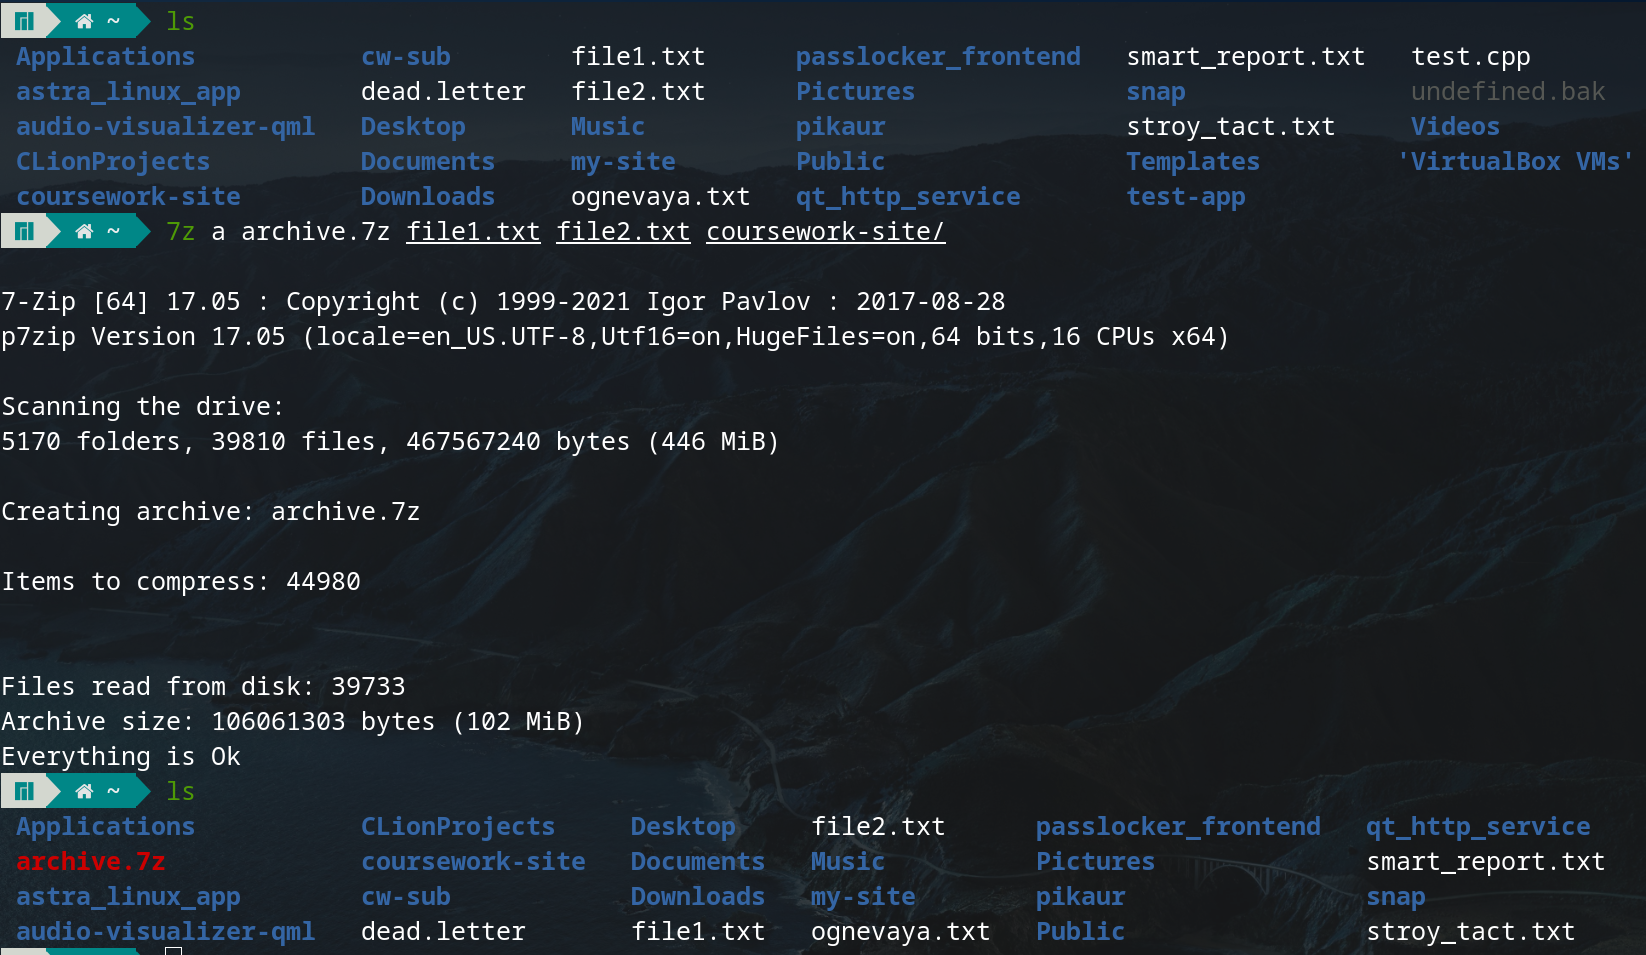 ~ ls
Applications cw-sub file1.txt passlocker_frontend smart_report.txt test.cpp
astra_linux_app dead.letter file2.txt Pictures snap undefined.bak
audio-visualizer-qml Desktop Music pikaur stroy_tact.txt Videos
CLionProjects Documents my-site Public Templates 'VirtualBox VMs'
coursework-site Downloads ognevaya.txt qt_http_service test-app
~ 7z a archive.7z file1.txt file2.txt coursework-site/
7-Zip [64] 17.05 : Copyright (c) 1999-2021 Igor Pavlov : 2017-08-28
p7zip Version 17.05 (locale=en_US.UTF-8,Utf16=on,HugeFiles=on,64 bits,16 CPUs x64)
Scanning the drive:
5170 folders, 39810 files, 467567240 bytes (446 MiB)
Creating archive: archive.7z
Items to compress: 44980
Files read from disk: 39733
Archive size: 106061303 bytes (102 MiB)
Everything is Ok
~ ls
Applications CLionProjects Desktop file2.txt passlocker_frontend qt_http_service
archive.7z coursework-site Documents Music Pictures smart_report.txt
astra_linux_app cw-sub Downloads my-site pikaur snap
audio-visualizer-qml dead.letter file1.txt ognevaya.txt Public stroy_tact.txt